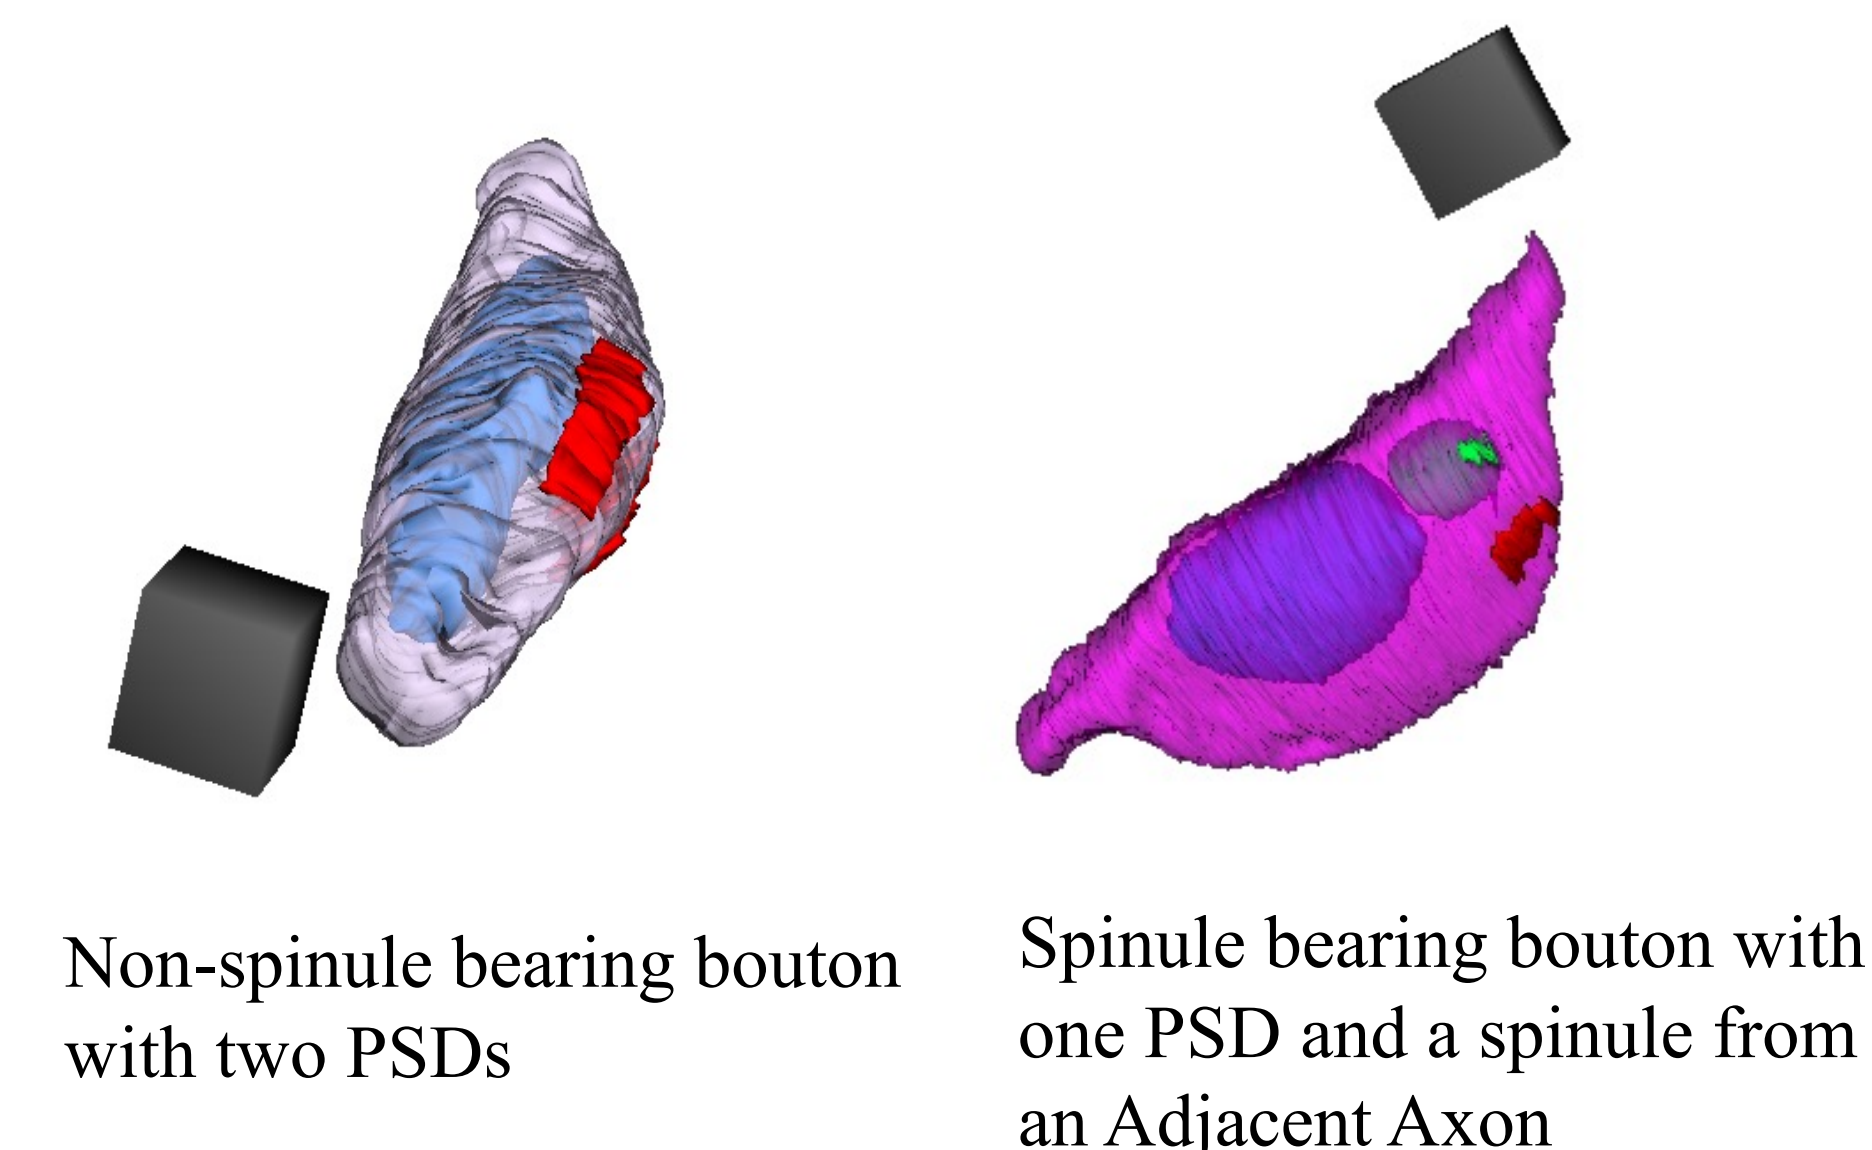 Non-spinule bearing bouton
with two PSDs
Spinule bearing bouton with
one PSD and a spinule from
an Adjacent Axon